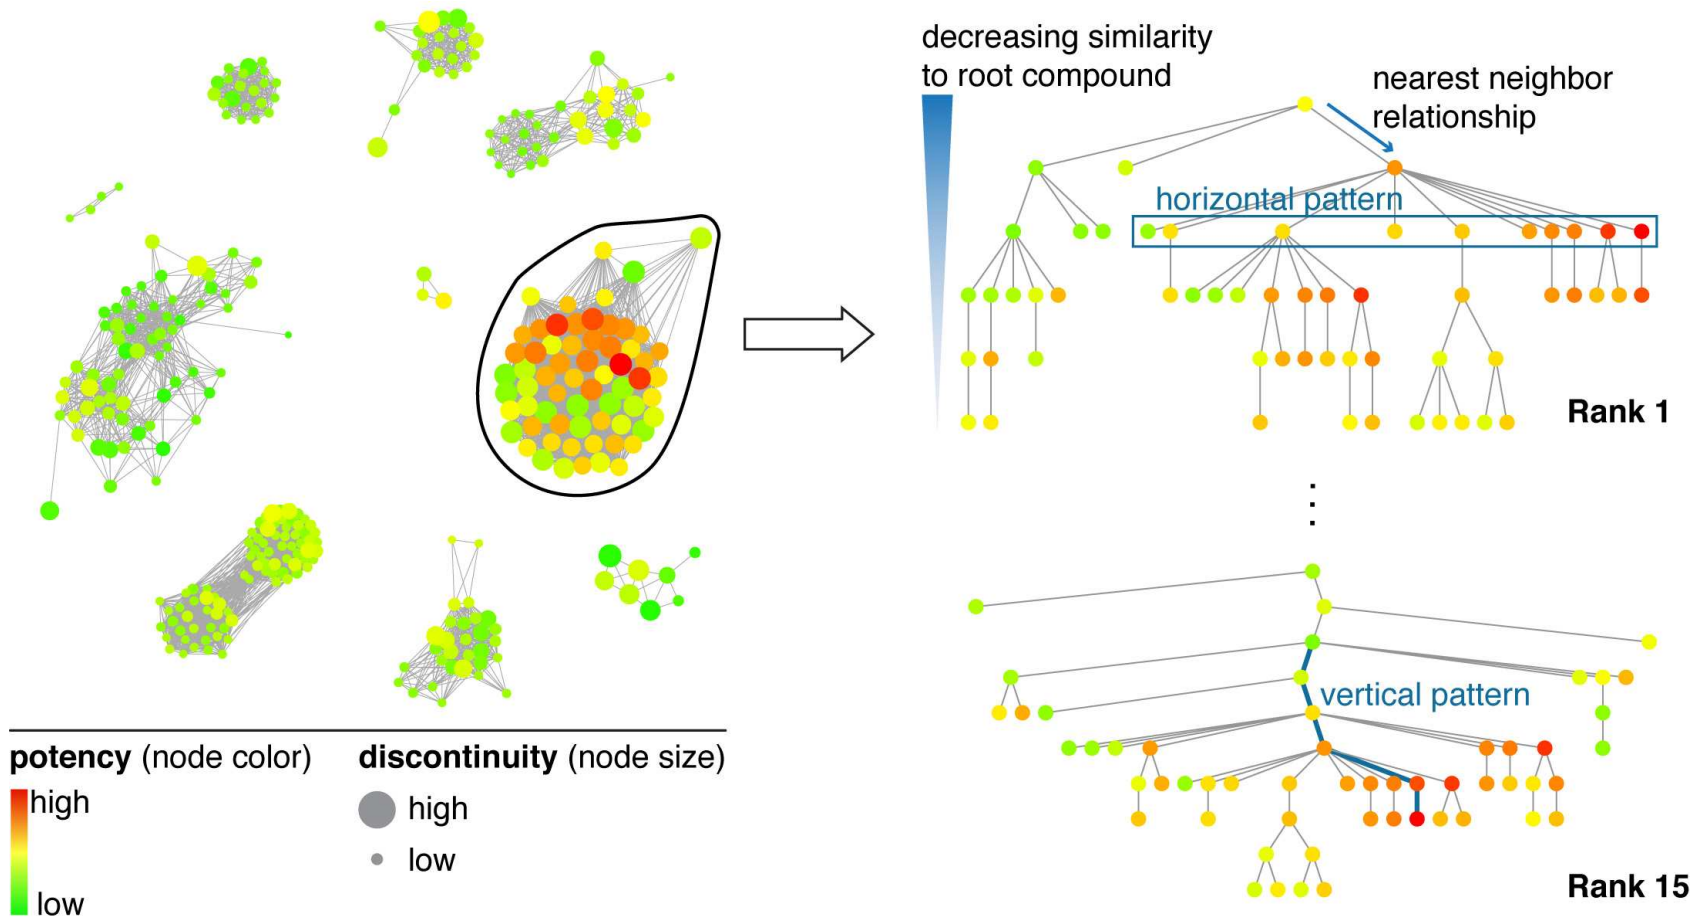 decreasing similarity
to root compound
nearest neighbor
relationship
horizontal pattern
Rank 1
vertical pattern
Rank 15
potency (node color)
high
low
discontinuity (node size)
high
low